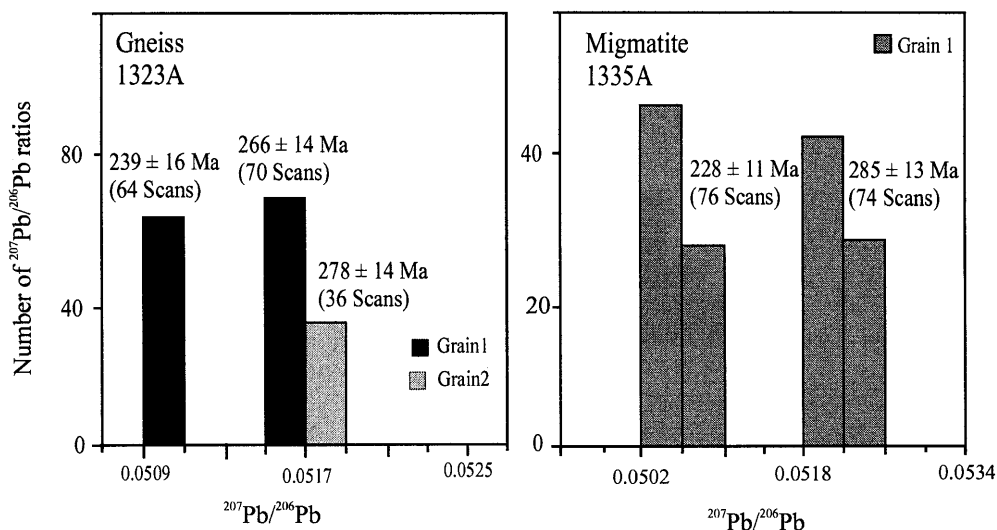 Gneiss
1323A
Number of ²⁰⁷Pb/²⁰⁶Pb ratios
80
40
0
239 ± 16 Ma
(64 Scans)
266 ± 14 Ma
(70 Scans)
278 ± 14 Ma
(36 Scans)
Grain1
Grain2
0.0509
0.0517
0.0525
²⁰⁷Pb/²⁰⁶Pb
Migmatite
1335A
Grain 1
40
20
0
228 ± 11 Ma
(76 Scans)
285 ± 13 Ma
(74 Scans)
0.0502
0.0518
0.0534
²⁰⁷Pb/²⁰⁶Pb